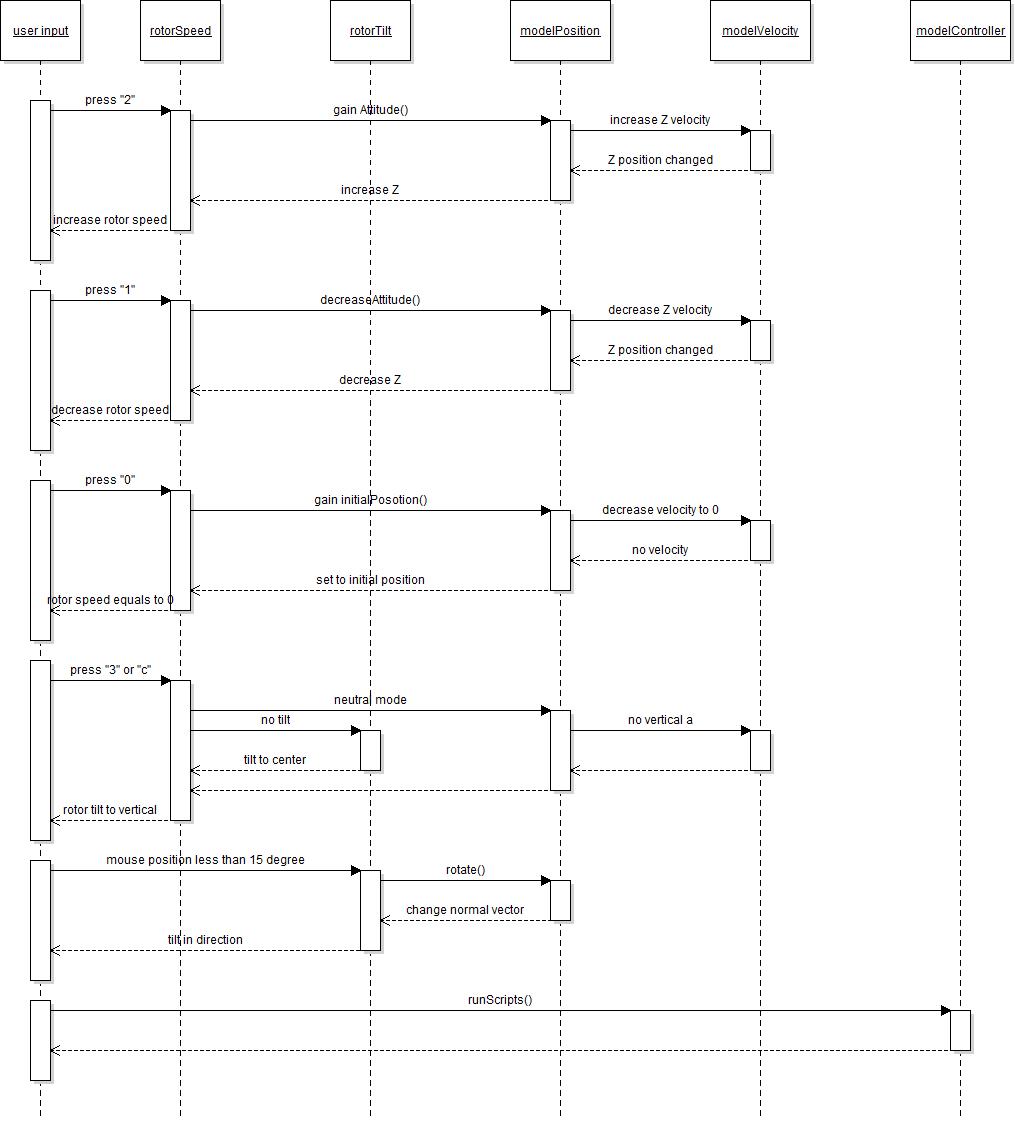 user input
rotorSpeed
rotorTilt
modelPosition
modelVelocity
modelController
press "2"
gain Attitude()
increase Z velocity
Z position changed
increase Z
increase rotor speed
press "1"
decreaseAttitude()
decrease Z velocity
Z position changed
decrease Z
decrease rotor speed
press "0"
gain initialPosotion()
decrease velocity to 0
no velocity
set to initial position
rotor speed equals to 0
press "3" or "c"
neutral mode
no tilt
no vertical a
tilt to center
rotor tilt to vertical
mouse position less than 15 degree
rotate()
change normal vector
tilt in direction
runScripts()